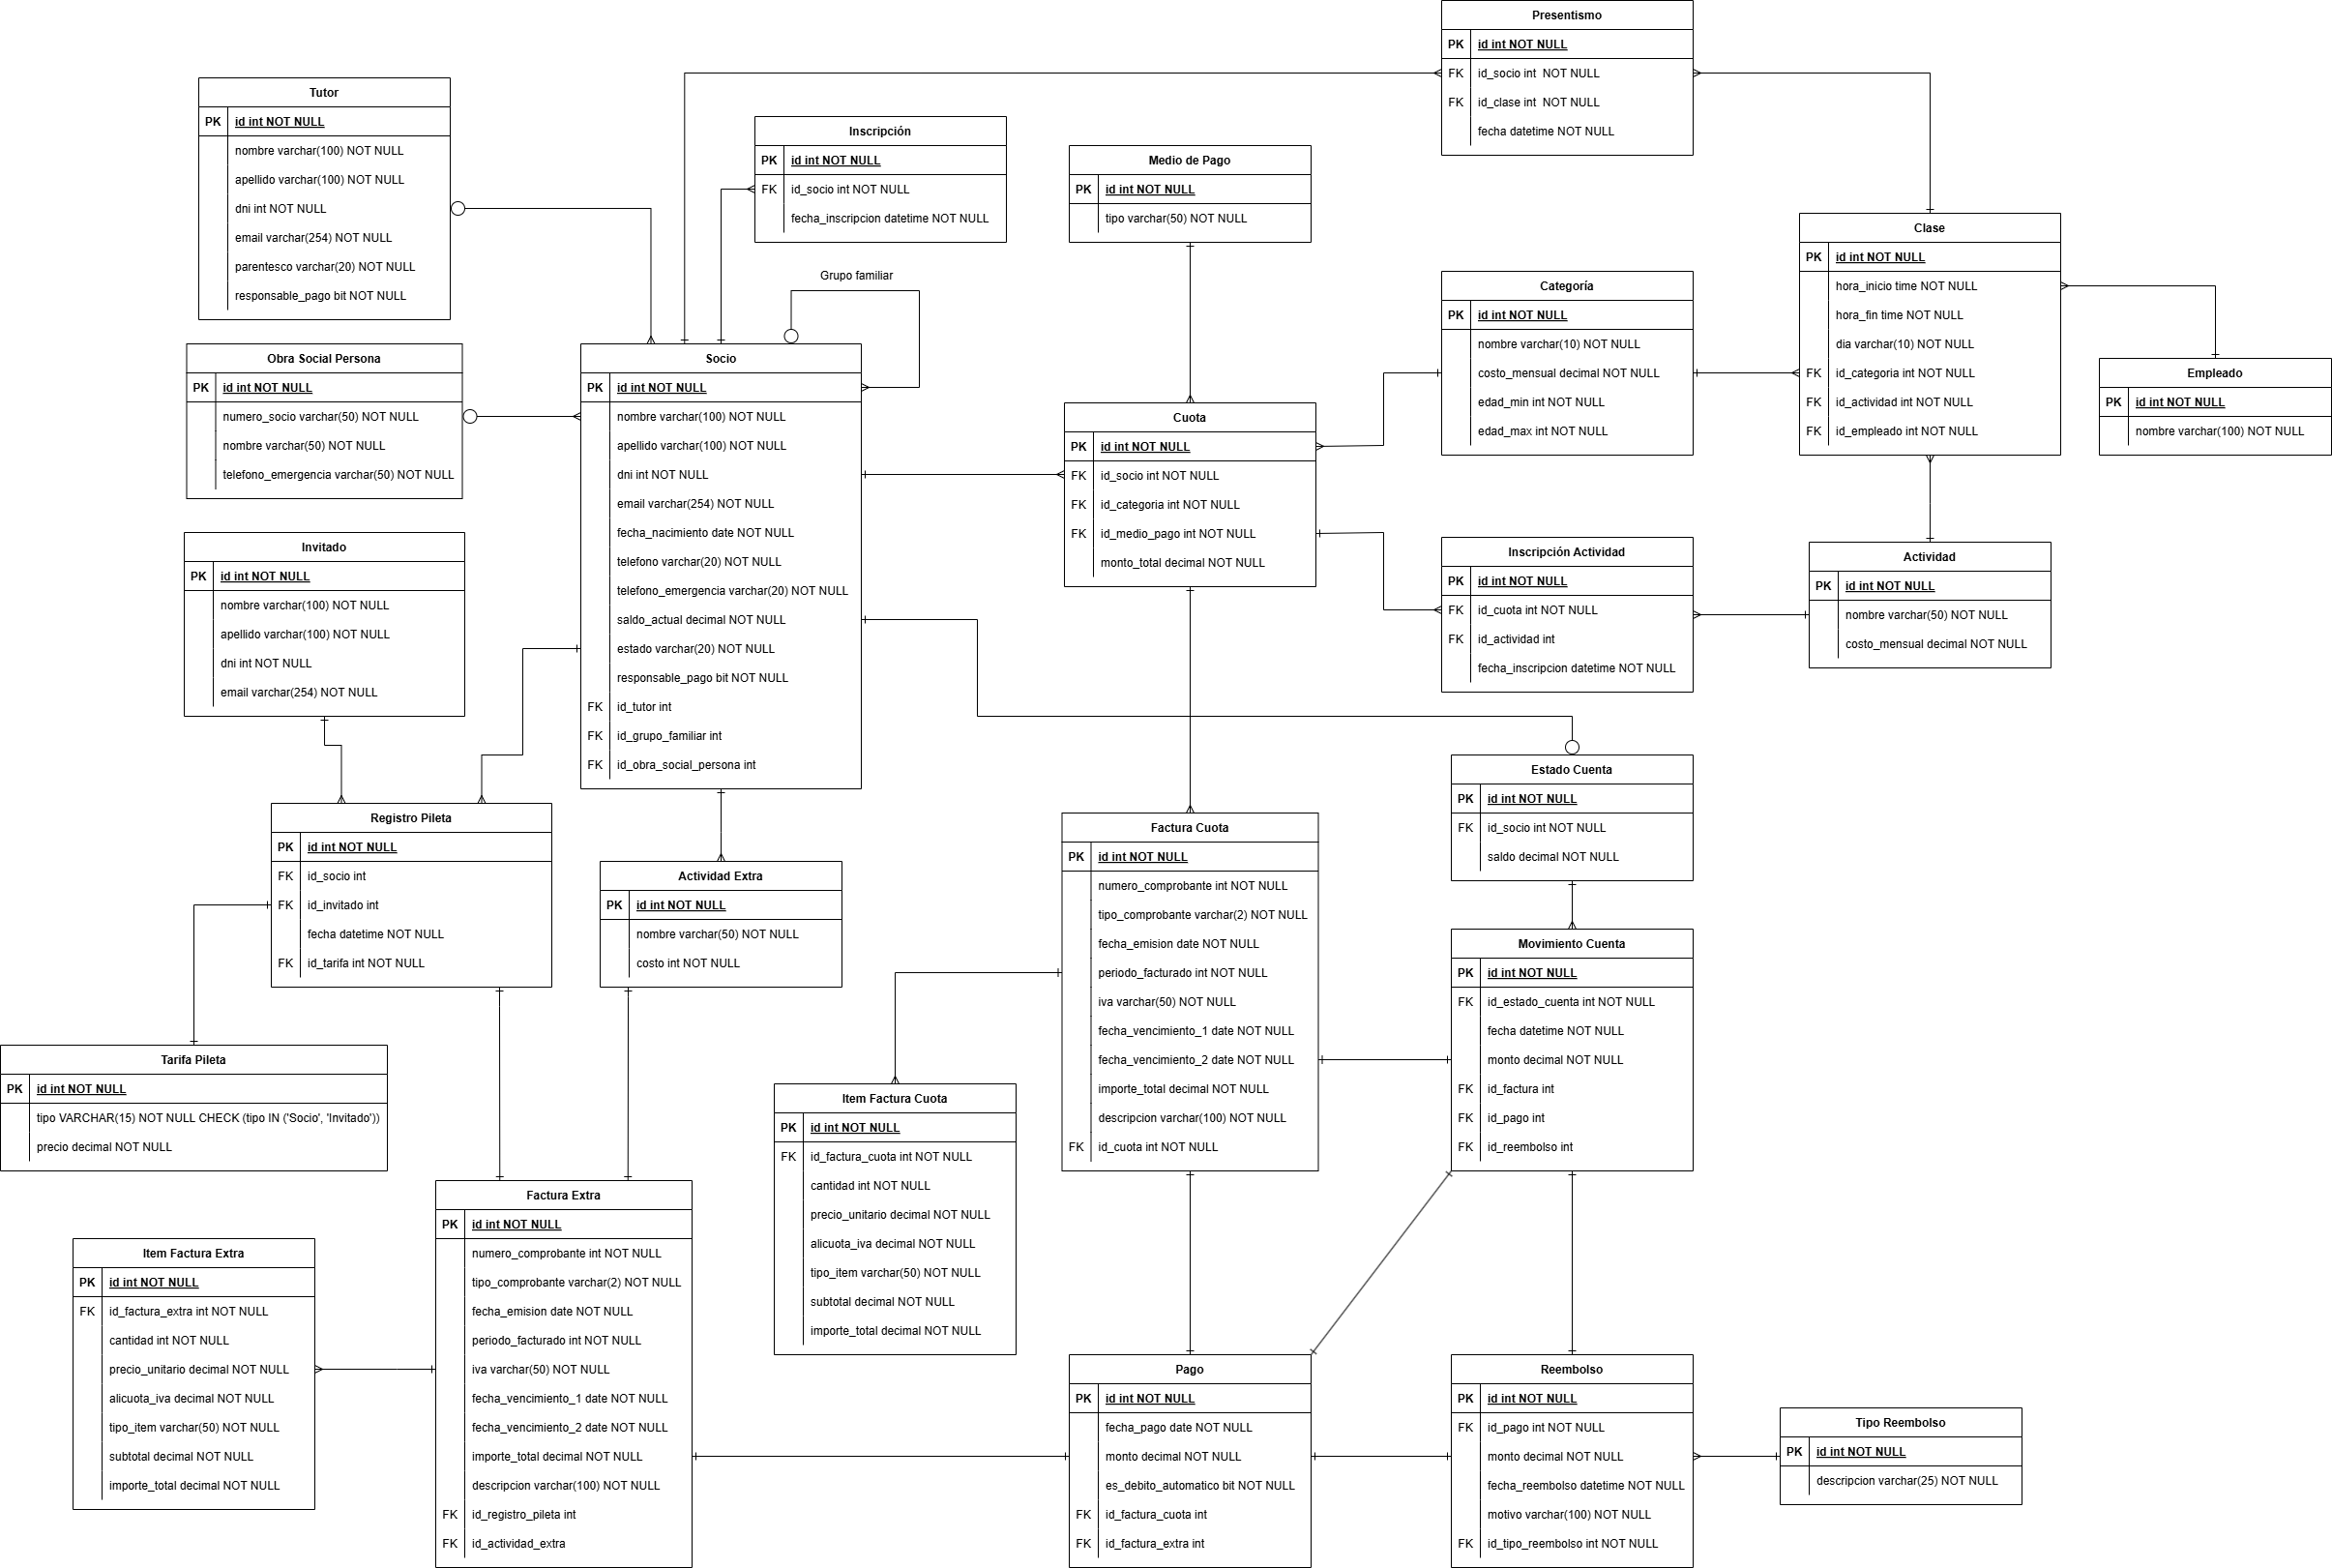 Presentismo
PK id int NOT NULL
FK id_socio int  NOT NULL
FK id_clase int  NOT NULL
fecha datetime NOT NULL
Tutor
PK id int NOT NULL
nombre varchar(100) NOT NULL
apellido varchar(100) NOT NULL
dni int NOT NULL
email varchar(254) NOT NULL
parentesco varchar(20) NOT NULL
responsable_pago bit NOT NULL
Inscripción
PK id int NOT NULL
FK id_socio int NOT NULL
fecha_inscripcion datetime NOT NULL
Medio de Pago
PK id int NOT NULL
tipo varchar(50) NOT NULL
Clase
PK id int NOT NULL
hora_inicio time NOT NULL
hora_fin time NOT NULL
dia varchar(10) NOT NULL
FK id_categoria int NOT NULL
FK id_actividad int NOT NULL
FK id_empleado int NOT NULL
Grupo familiar
Categoría
PK id int NOT NULL
nombre varchar(10) NOT NULL
costo_mensual decimal NOT NULL
edad_min int NOT NULL
edad_max int NOT NULL
Obra Social Persona
PK id int NOT NULL
numero_socio varchar(50) NOT NULL
nombre varchar(50) NOT NULL
telefono_emergencia varchar(50) NOT NULL
Socio
PK id int NOT NULL
nombre varchar(100) NOT NULL
apellido varchar(100) NOT NULL
dni int NOT NULL
email varchar(254) NOT NULL
fecha_nacimiento date NOT NULL
telefono varchar(20) NOT NULL
telefono_emergencia varchar(20) NOT NULL
saldo_actual decimal NOT NULL
estado varchar(20) NOT NULL
responsable_pago bit NOT NULL
FK id_tutor int
FK id_grupo_familiar int
FK id_obra_social_persona int
Empleado
PK id int NOT NULL
nombre varchar(100) NOT NULL
Cuota
PK id int NOT NULL
FK id_socio int NOT NULL
FK id_categoria int NOT NULL
FK id_medio_pago int NOT NULL
monto_total decimal NOT NULL
Invitado
PK id int NOT NULL
nombre varchar(100) NOT NULL
apellido varchar(100) NOT NULL
dni int NOT NULL
email varchar(254) NOT NULL
Inscripción Actividad
PK id int NOT NULL
FK id_cuota int NOT NULL
FK id_actividad int
fecha_inscripcion datetime NOT NULL
Actividad
PK id int NOT NULL
nombre varchar(50) NOT NULL
costo_mensual decimal NOT NULL
Estado Cuenta
PK id int NOT NULL
FK id_socio int NOT NULL
saldo decimal NOT NULL
Registro Pileta
PK id int NOT NULL
FK id_socio int
FK id_invitado int
fecha datetime NOT NULL
FK id_tarifa int NOT NULL
Factura Cuota
PK id int NOT NULL
numero_comprobante int NOT NULL
tipo_comprobante varchar(2) NOT NULL
fecha_emision date NOT NULL
periodo_facturado int NOT NULL
iva varchar(50) NOT NULL
fecha_vencimiento_1 date NOT NULL
fecha_vencimiento_2 date NOT NULL
importe_total decimal NOT NULL
descripcion varchar(100) NOT NULL
FK id_cuota int NOT NULL
Actividad Extra
PK id int NOT NULL
nombre varchar(50) NOT NULL
costo int NOT NULL
Movimiento Cuenta
PK id int NOT NULL
FK id_estado_cuenta int NOT NULL
fecha datetime NOT NULL
monto decimal NOT NULL
FK id_factura int
FK id_pago int
FK id_reembolso int
Tarifa Pileta
PK id int NOT NULL
tipo VARCHAR(15) NOT NULL CHECK (tipo IN ('Socio', 'Invitado'))
precio decimal NOT NULL
Item Factura Cuota
PK id int NOT NULL
FK id_factura_cuota int NOT NULL
cantidad int NOT NULL
precio_unitario decimal NOT NULL
alicuota_iva decimal NOT NULL
tipo_item varchar(50) NOT NULL
subtotal decimal NOT NULL
importe_total decimal NOT NULL
Factura Extra
PK id int NOT NULL
numero_comprobante int NOT NULL
tipo_comprobante varchar(2) NOT NULL
fecha_emision date NOT NULL
periodo_facturado int NOT NULL
iva varchar(50) NOT NULL
fecha_vencimiento_1 date NOT NULL
fecha_vencimiento_2 date NOT NULL
importe_total decimal NOT NULL
descripcion varchar(100) NOT NULL
FK id_registro_pileta int
FK id_actividad_extra
Item Factura Extra
PK id int NOT NULL
FK id_factura_extra int NOT NULL
cantidad int NOT NULL
precio_unitario decimal NOT NULL
alicuota_iva decimal NOT NULL
tipo_item varchar(50) NOT NULL
subtotal decimal NOT NULL
importe_total decimal NOT NULL
Pago
PK id int NOT NULL
fecha_pago date NOT NULL
monto decimal NOT NULL
es_debito_automatico bit NOT NULL
FK id_factura_cuota int
FK id_factura_extra int
Reembolso
PK id int NOT NULL
FK id_pago int NOT NULL
monto decimal NOT NULL
fecha_reembolso datetime NOT NULL
motivo varchar(100) NOT NULL
FK id_tipo_reembolso int NOT NULL
Tipo Reembolso
PK id int NOT NULL
descripcion varchar(25) NOT NULL